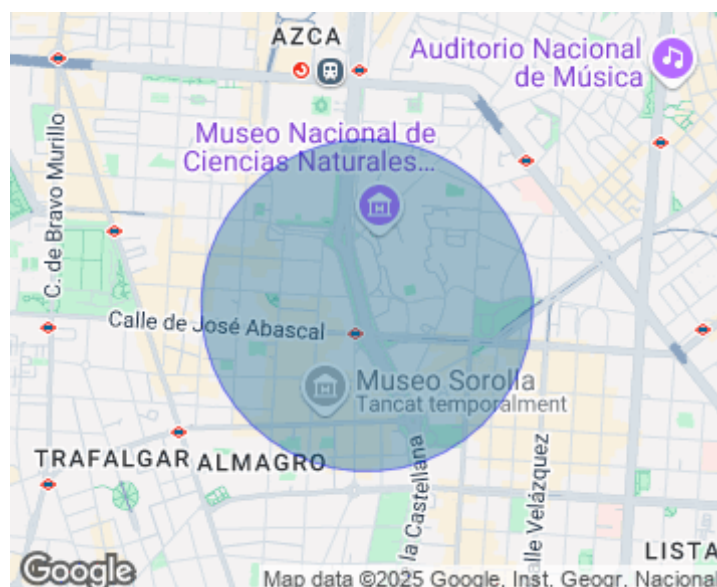 AZCA
Auditorio Nacional
de Música
Museo Nacional de
Ciencias Naturales...
C. de Bravo Murillo
Calle de José Abascal
Museo Sorolla
Tancat temporalment
TRAFALGAR
ALMAGRO
la Castellana
alle Velázquez
LISTA
Google
Map data ©2025 Google, Inst. Geogr. Nacional